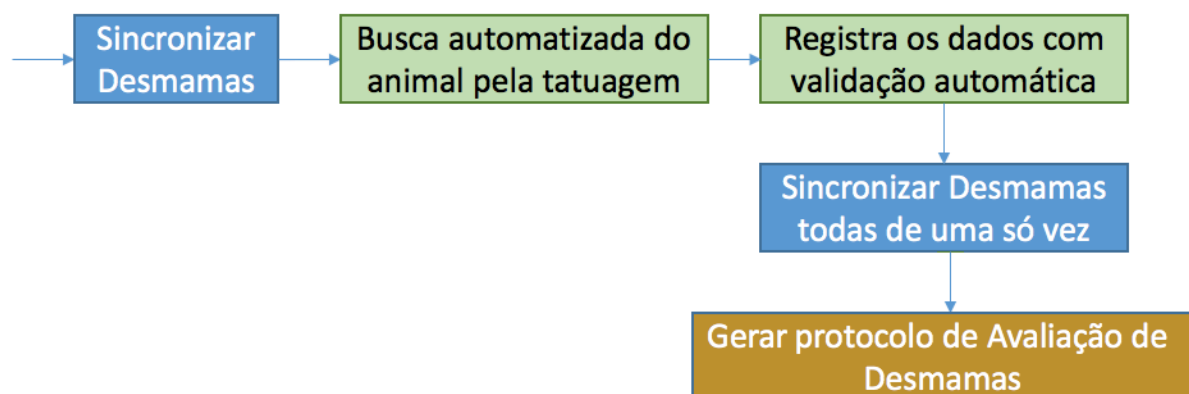 Sincronizar
Desmamas
Busca automatizada do
animal pela tatuagem
Registra os dados com
validação automática
Sincronizar Desmamas
todas de uma só vez
Gerar protocolo de Avaliação de
Desmamas